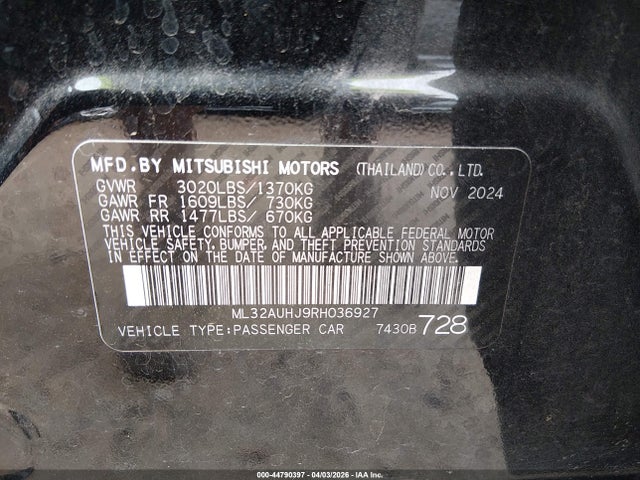 MFD.BY MITSUBISHI MOTORS (THAILAND)CO.,LTD.
GVWR 3020LBS/1370KG NOV 2024
GAWR FR 1609LBS/ 730KG
GAWR RR 1477LBS/ 670KG
THIS VEHICLE CONFORMS TO ALL APPLICABLE FEDERAL MOTOR
VEHICLE SAFETY, BUMPER, AND THEFT PREVENTION STANDARDS
IN EFFECT ON THE DATE OF MANUFACTURE SHOWN ABOVE.
ML32AUHJ9RH036927
VEHICLE TYPE:PASSENGER CAR 7430B 728
000-44790397 - 04/03/2026 - IAA Inc.